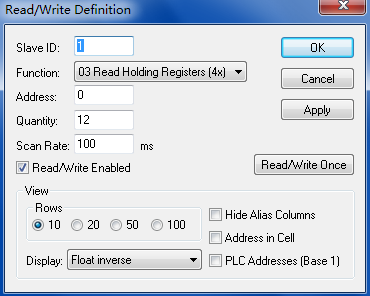 Read/Write Definition
Slave ID: 1
OK
Function: 03 Read Holding Registers (4x)
Cancel
Address: 0
Quantity: 12
Apply
Scan Rate: 100 ms
Read/Write Enabled
Read/Write Once
View
Rows
10 20 50 100
Hide Alias Columns
Address in Cell
Display: Float inverse
PLC Addresses (Base 1)